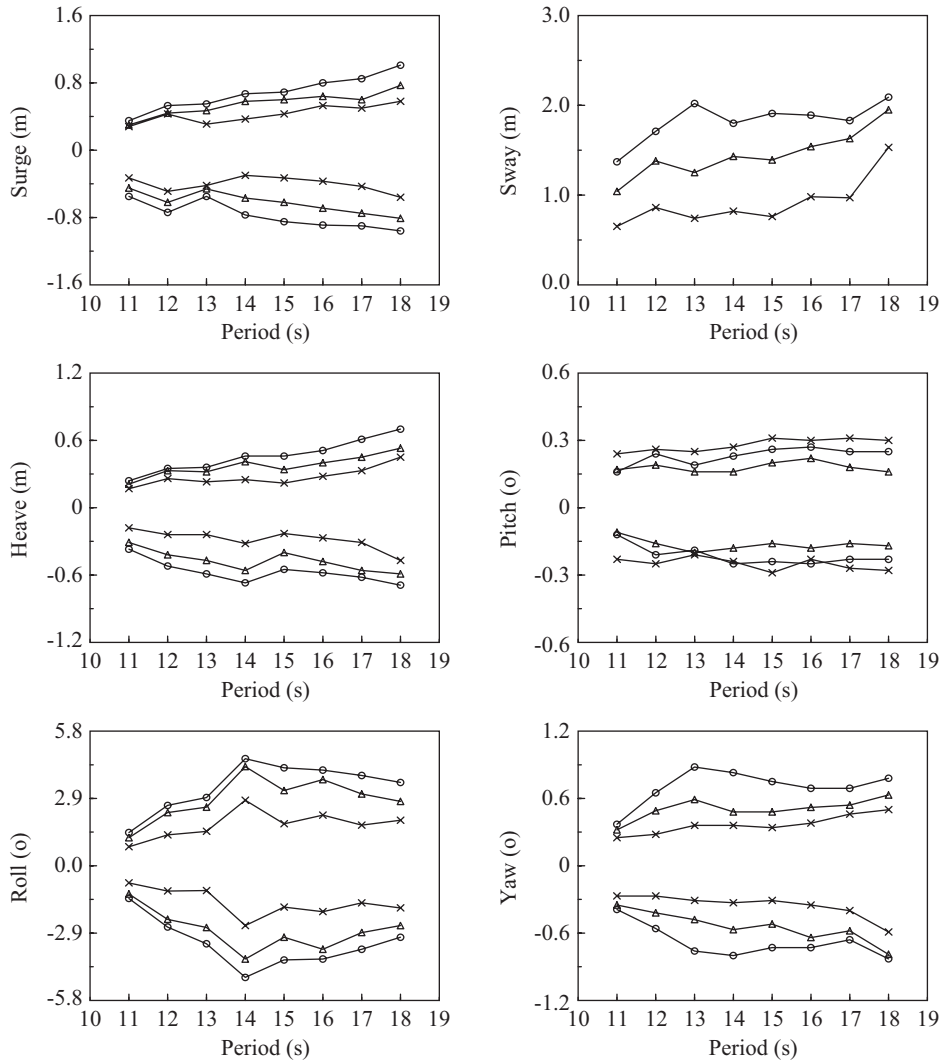 1.6
0.8
0
-0.8
-1.6
Surge (m)
10 11 12 13 14 15 16 17 18 19
Period (s)
3.0
2.0
1.0
0.0
Sway (m)
10 11 12 13 14 15 16 17 18 19
Period (s)
1.2
0.6
0
-0.6
-1.2
Heave (m)
10 11 12 13 14 15 16 17 18 19
Period (s)
0.6
0.3
0
-0.3
-0.6
Pitch (o)
10 11 12 13 14 15 16 17 18 19
Period (s)
5.8
2.9
0.0
-2.9
-5.8
Roll (o)
10 11 12 13 14 15 16 17 18 19
Period (s)
1.2
0.6
0
-0.6
-1.2
Yaw (o)
10 11 12 13 14 15 16 17 18 19
Period (s)